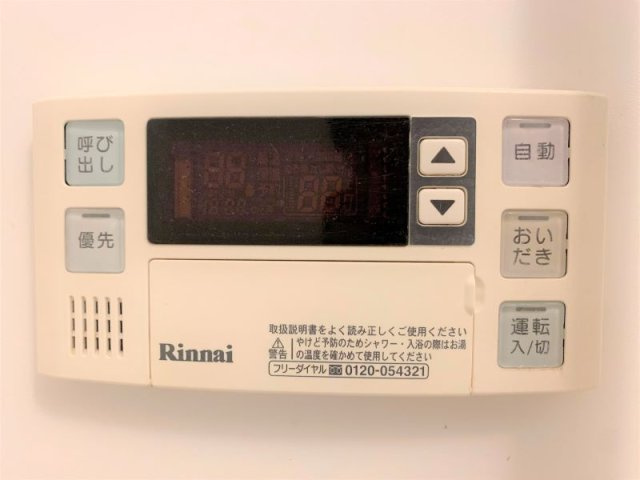 呼び
出し
優先
▲
▼
自動
おい
だき
運転
入/切
Rinnai
取扱説明書をよく読み正しくご使用ください
警告
やけど予防のためシャワー・入浴の際はお湯
の温度を確かめて使用してください
フリーダイヤル 0120-054321